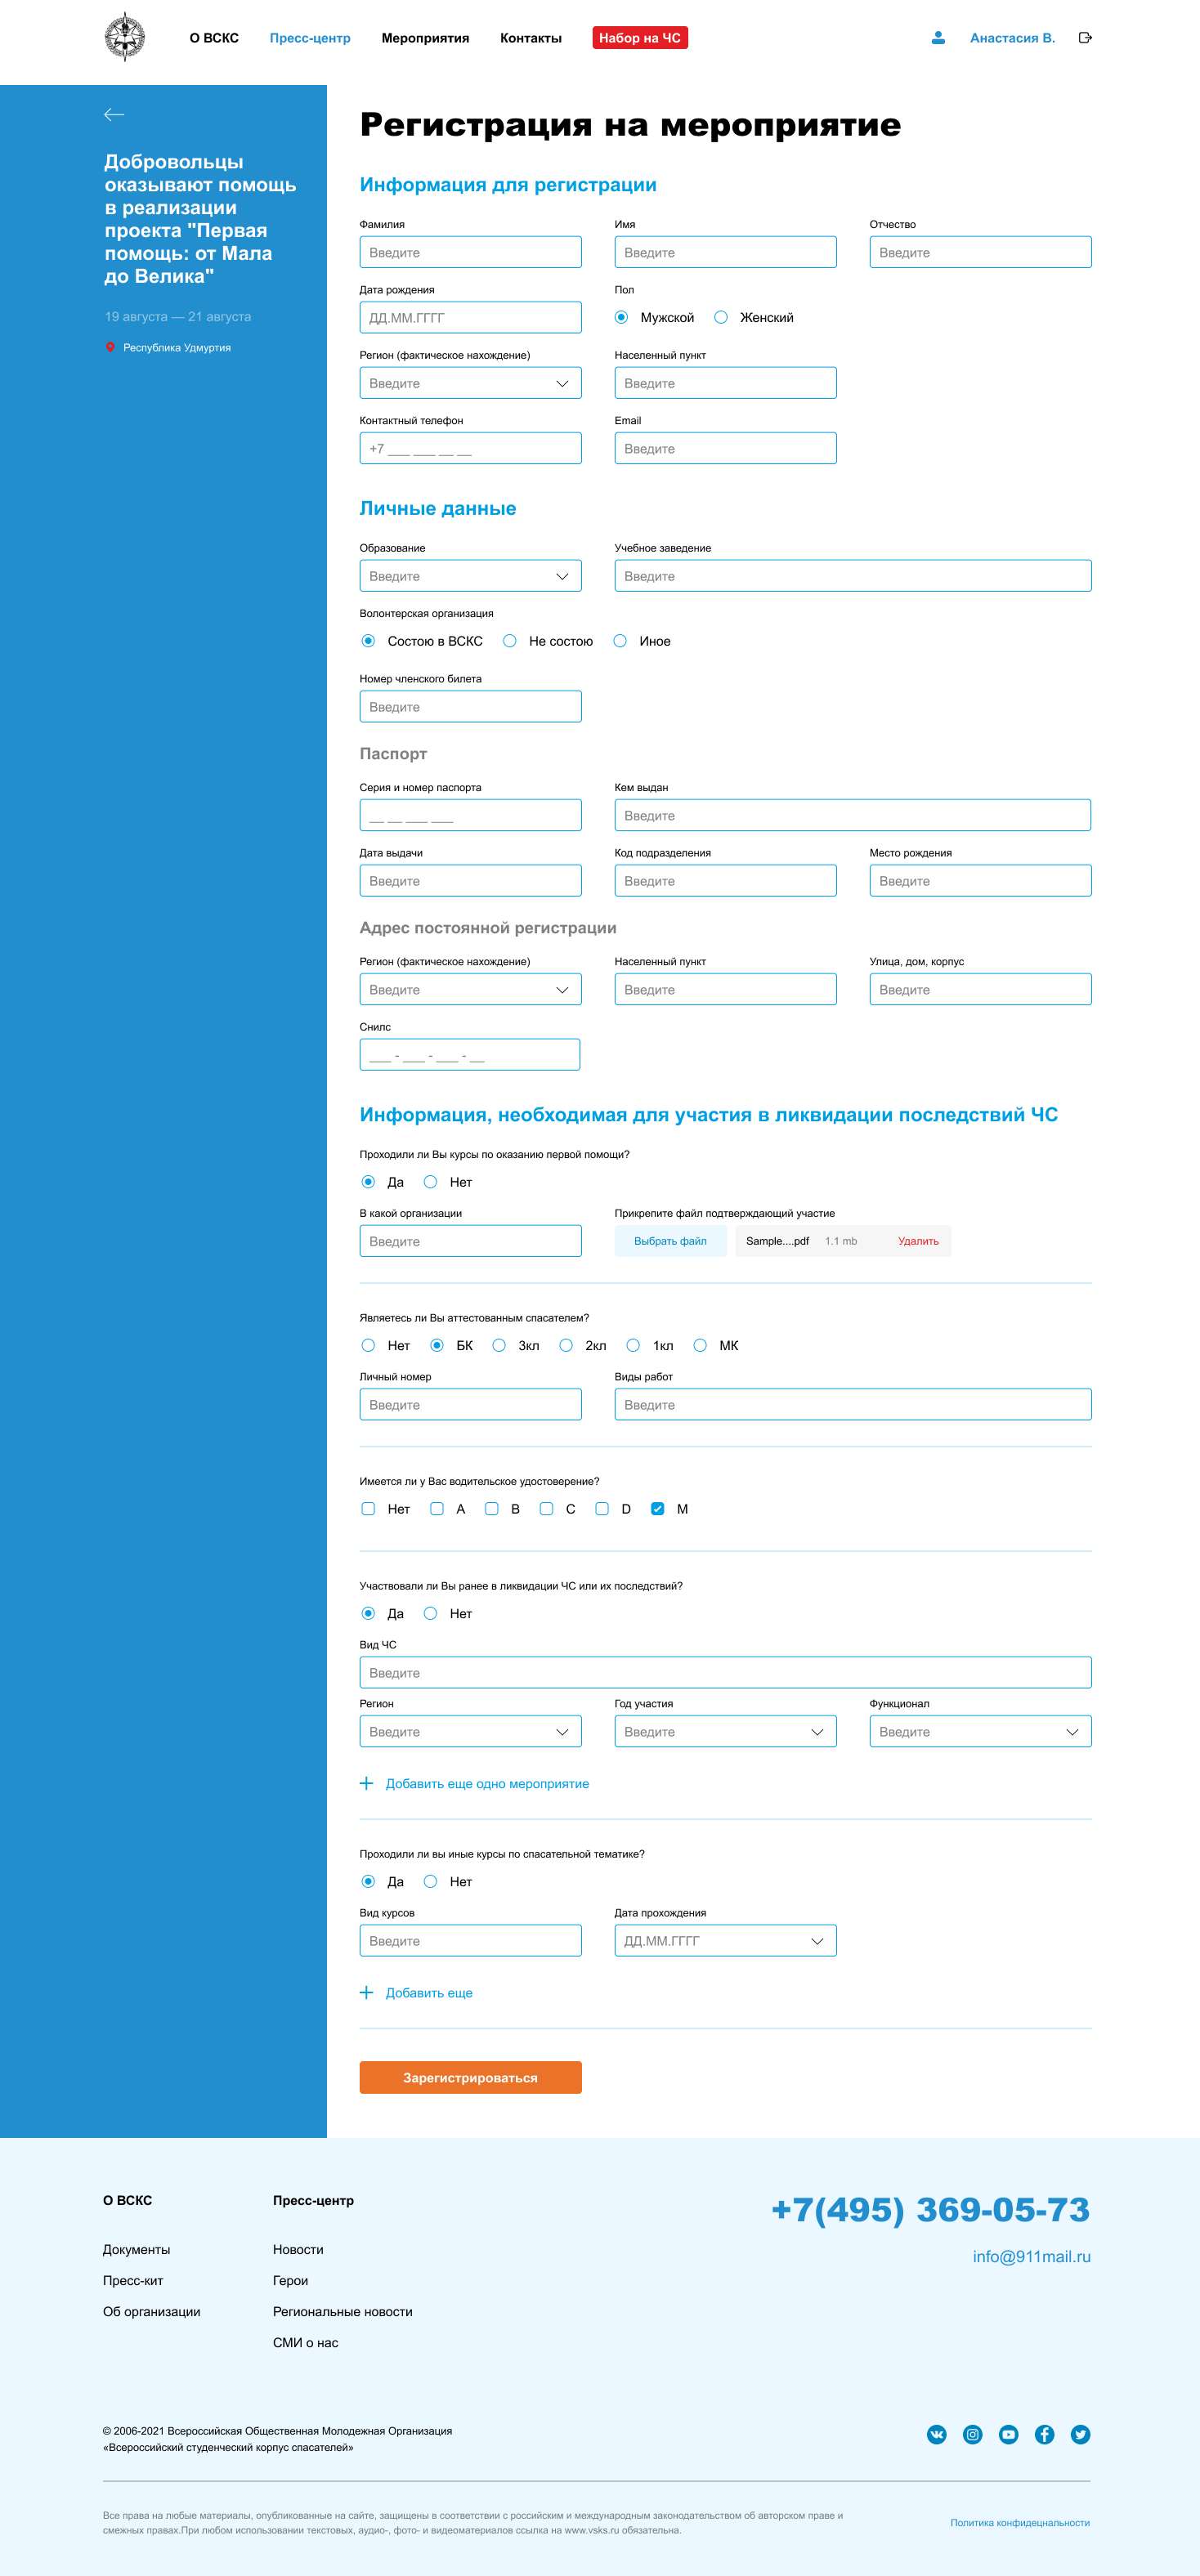 О ВСКС
Пресс-центр
Мероприятия
Контакты
Набор на ЧС
Анастасия В.
Добровольцы
оказывают помощь
в реализации
проекта "Первая
помощь: от Мала
до Велика"
19 августа — 21 августа
Республика Удмуртия
Регистрация на мероприятие
Информация для регистрации
Фамилия
Имя
Отчество
Введите
Введите
Введите
Дата рождения
Пол
ДД.ММ.ГГГГ
Мужской
Женский
Регион (фактическое нахождение)
Населенный пункт
Введите
Введите
Контактный телефон
Email
+7 ___ ___ __ __
Введите
Личные данные
Образование
Учебное заведение
Введите
Введите
Волонтерская организация
Состою в ВСКС
Не состою
Иное
Номер членского билета
Введите
Паспорт
Серия и номер паспорта
Кем выдан
__ __ ___ ___
Введите
Дата выдачи
Код подразделения
Место рождения
Введите
Введите
Введите
Адрес постоянной регистрации
Регион (фактическое нахождение)
Населенный пункт
Улица, дом, корпус
Введите
Введите
Введите
Снилс
___ - ___ - ___ - __
Информация, необходимая для участия в ликвидации последствий ЧС
Проходили ли Вы курсы по оказанию первой помощи?
Да
Нет
В какой организации
Прикрепите файл подтверждающий участие
Введите
Выбрать файл
Sample....pdf
1.1 mb
Удалить
Являетесь ли Вы аттестованным спасателем?
Нет
БК
3кл
2кл
1кл
МК
Личный номер
Виды работ
Введите
Введите
Имеется ли у Вас водительское удостоверение?
Нет
A
B
C
D
M
Участвовали ли Вы ранее в ликвидации ЧС или их последствий?
Да
Нет
Вид ЧС
Введите
Регион
Год участия
Функционал
Введите
Введите
Введите
Добавить еще одно мероприятие
Проходили ли вы иные курсы по спасательной тематике?
Да
Нет
Вид курсов
Дата прохождения
Введите
ДД.ММ.ГГГГ
Добавить еще
Зарегистрироваться
О ВСКС
Пресс-центр
+7(495) 369-05-73
info@911mail.ru
Документы
Новости
Пресс-кит
Герои
Об организации
Региональные новости
СМИ о нас
© 2006-2021 Всероссийская Общественная Молодежная Организация
«Всероссийский студенческий корпус спасателей»
Все права на любые материалы, опубликованные на сайте, защищены в соответствии с российским и международным законодательством об авторском праве и
смежных правах.При любом использовании текстовых, аудио-, фото- и видеоматериалов ссылка на www.vsks.ru обязательна.
Политика конфидецнальности